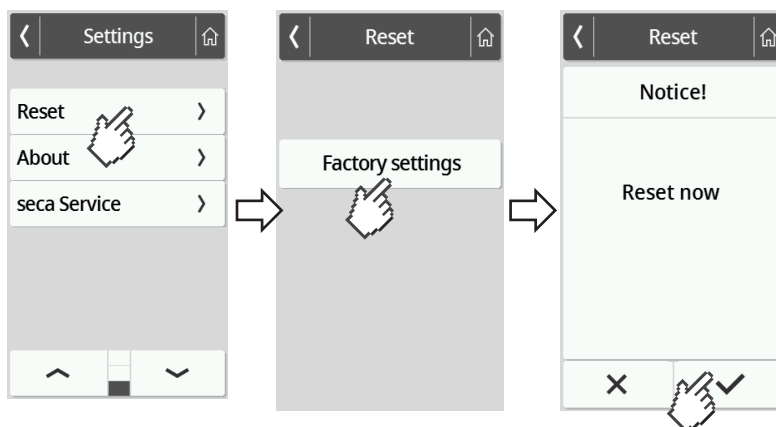 Settings
Reset
About
seca Service
Reset
Factory settings
Reset
Notice!
Reset now